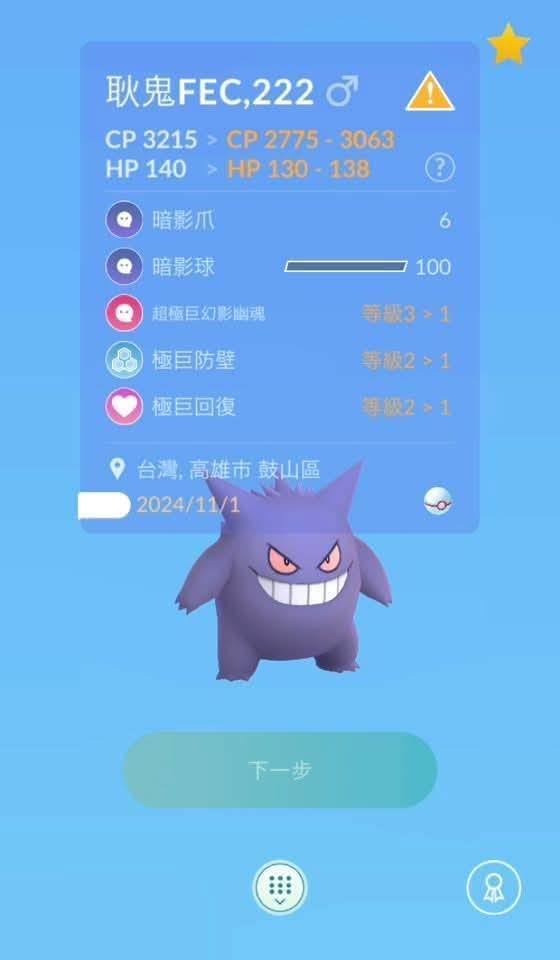 耿鬼FEC,222 ♂
CP 3215 > CP 2775 - 3063
HP 140 > HP 130 - 138 ?
暗影爪 6
暗影球 100
超極巨幻影幽魂 等級3 > 1
極巨防壁 等級2 > 1
極巨回復 等級2 > 1
台灣, 高雄市 鼓山區
2024/11/1
下一步